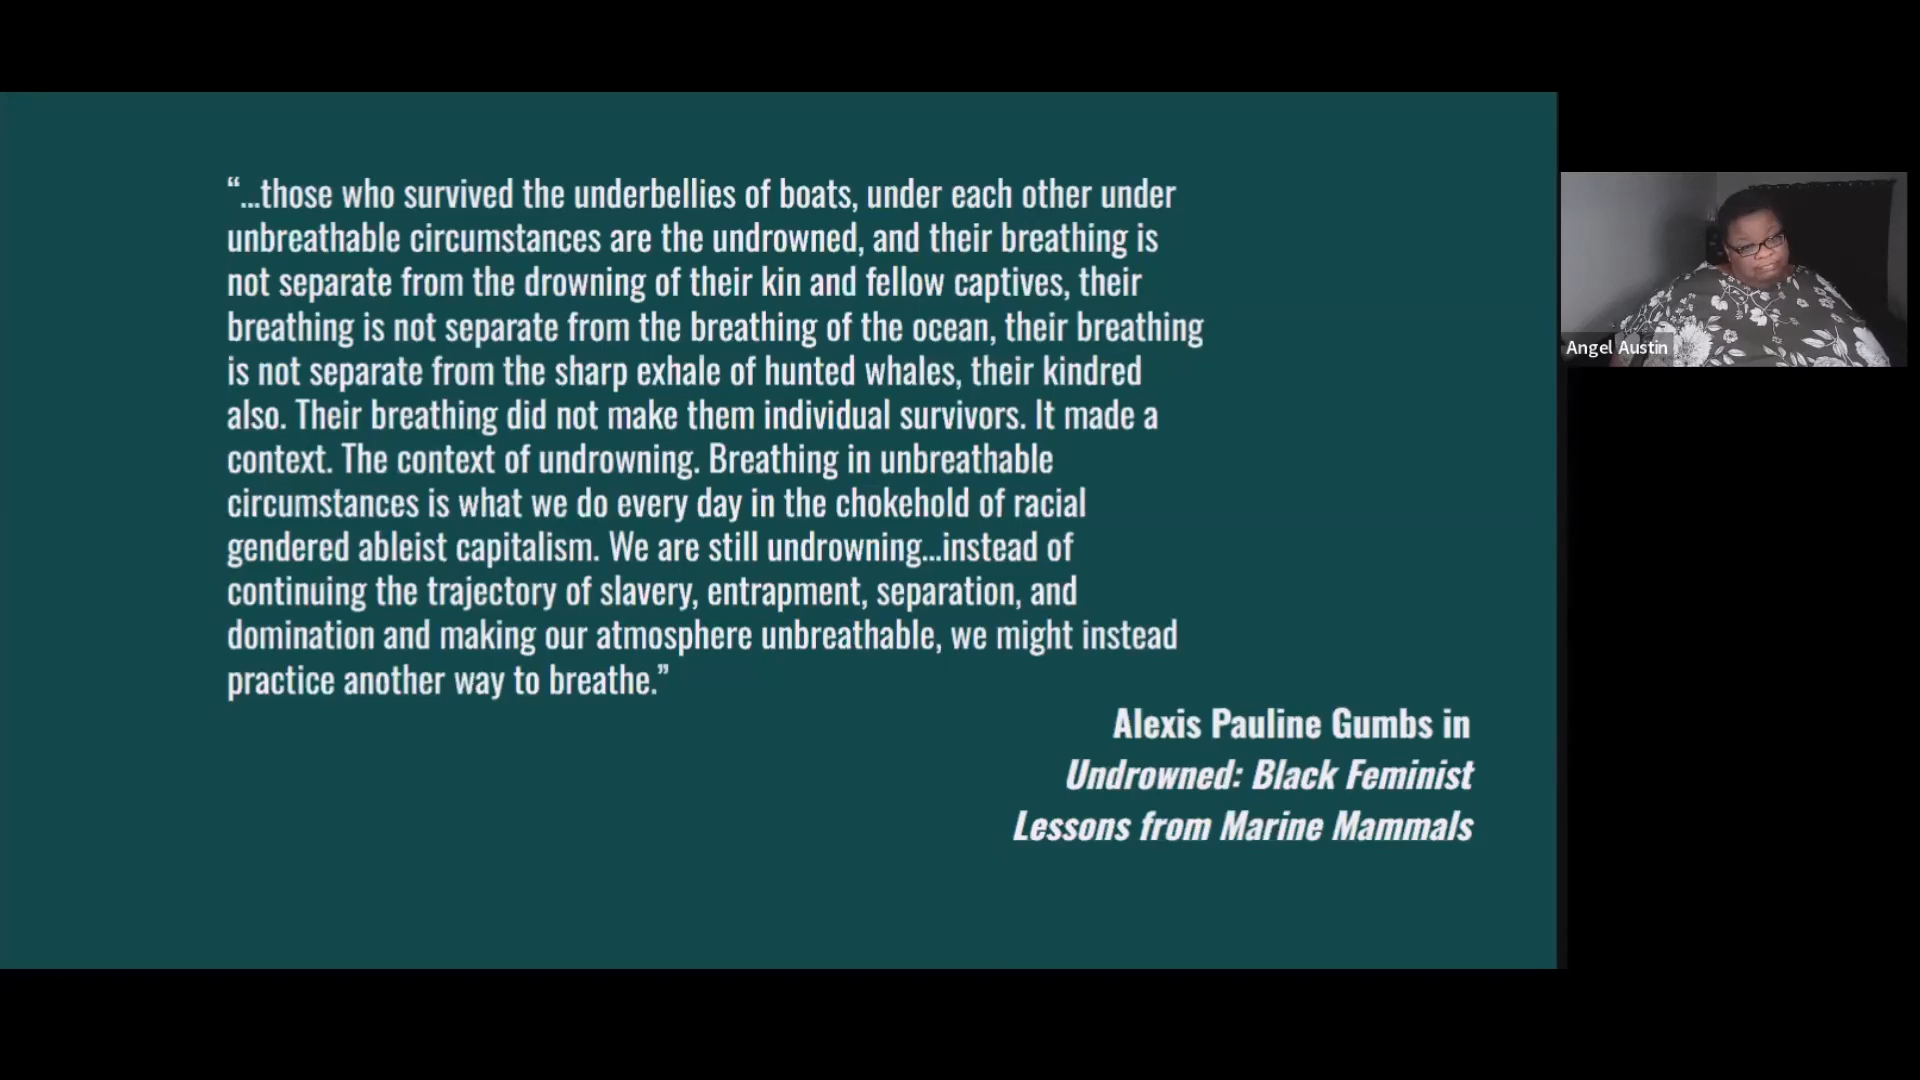 “...those who survived the underbellies of boats, under each other under
unbreathable circumstances are the undrowned, and their breathing is
not separate from the drowning of their kin and fellow captives, their
breathing is not separate from the breathing of the ocean, their breathing
is not separate from the sharp exhale of hunted whales, their kindred
also. Their breathing did not make them individual survivors. It made a
context. The context of undrowning. Breathing in unbreathable
circumstances is what we do every day in the chokehold of racial
gendered ableist capitalism. We are still undrowning...instead of
continuing the trajectory of slavery, entrapment, separation, and
domination and making our atmosphere unbreathable, we might instead
practice another way to breathe.”
Alexis Pauline Gumbs in
Undrowned: Black Feminist
Lessons from Marine Mammals
Angel Austin